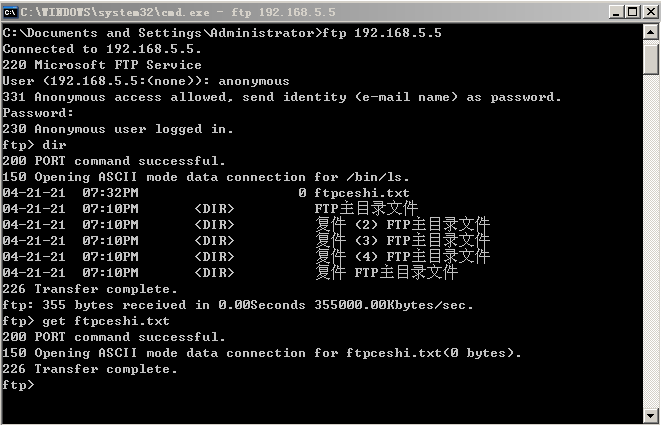 C:\WINDOWS\system32\cmd.exe - ftp 192.168.5.5
C:\Documents and Settings\Administrator>ftp 192.168.5.5
Connected to 192.168.5.5.
220 Microsoft FTP Service
User (192.168.5.5:(none)): anonymous
331 Anonymous access allowed, send identity (e-mail name) as password.
Password:
230 Anonymous user logged in.
ftp> dir
200 PORT command successful.
150 Opening ASCII mode data connection for /bin/ls.
04-21-21  07:32PM                    0 ftpceshi.txt
04-21-21  07:10PM       <DIR>          FTP主目录文件
04-21-21  07:10PM       <DIR>          复件 (2) FTP主目录文件
04-21-21  07:10PM       <DIR>          复件 (3) FTP主目录文件
04-21-21  07:10PM       <DIR>          复件 (4) FTP主目录文件
04-21-21  07:10PM       <DIR>          复件 FTP主目录文件
226 Transfer complete.
ftp: 355 bytes received in 0.00Seconds 355000.00Kbytes/sec.
ftp> get ftpceshi.txt
200 PORT command successful.
150 Opening ASCII mode data connection for ftpceshi.txt(0 bytes).
226 Transfer complete.
ftp>